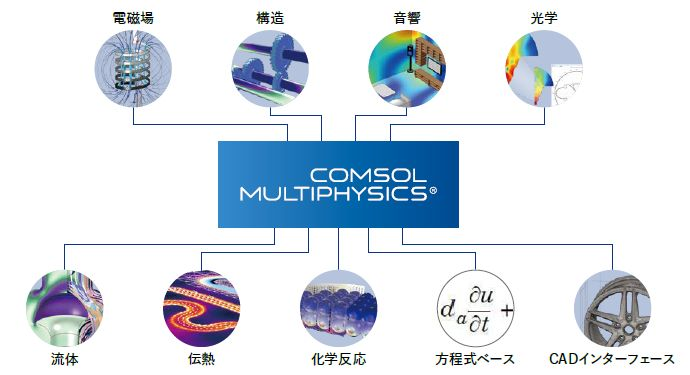 電磁場
構造
音響
光学
COMSOL
MULTIPHYSICS®
d a ∂u/∂t +
流体
伝熱
化学反応
方程式ベース
CADインターフェース